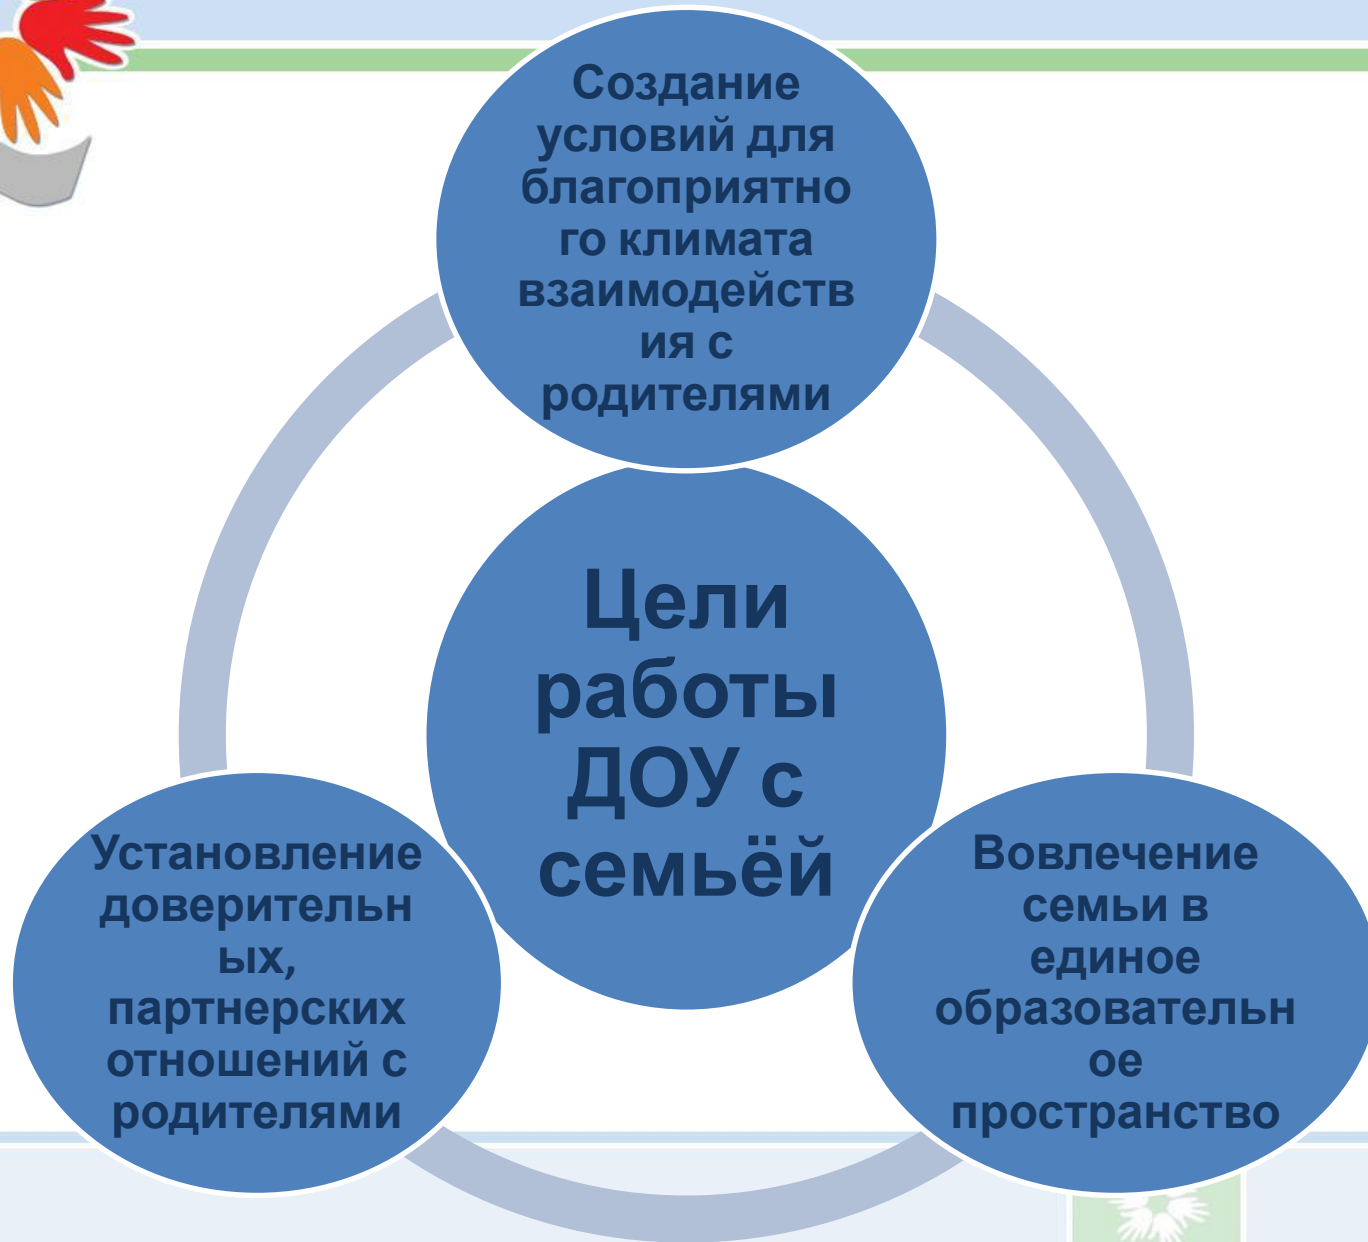 Создание
условий для
благоприятно
го климата
взаимодейств
ия с
родителями
Цели
работы
ДОУ с
семьёй
Установление
доверительн
ых,
партнерских
отношений с
родителями
Вовлечение
семьи в
единое
образовательн
ое
пространство